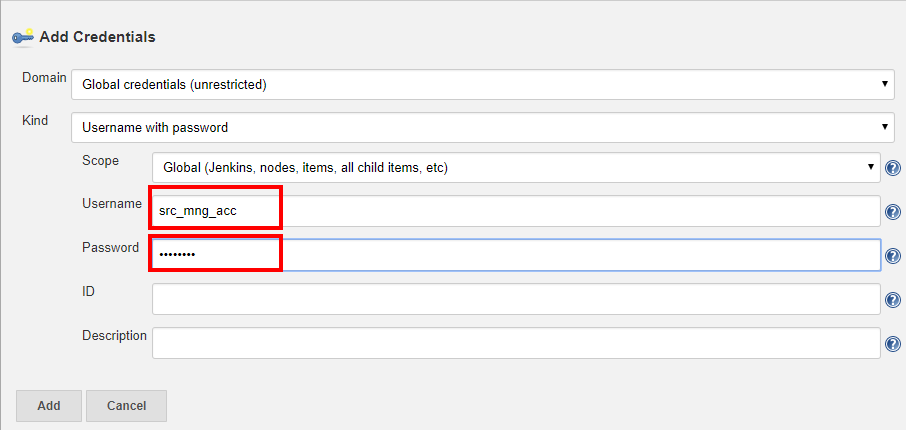 Add Credentials
Domain
Global credentials (unrestricted)
Kind
Username with password
Scope
Global (Jenkins, nodes, items, all child items, etc)
Username
src_mng_acc
Password
••••••••
ID
Description
Add
Cancel